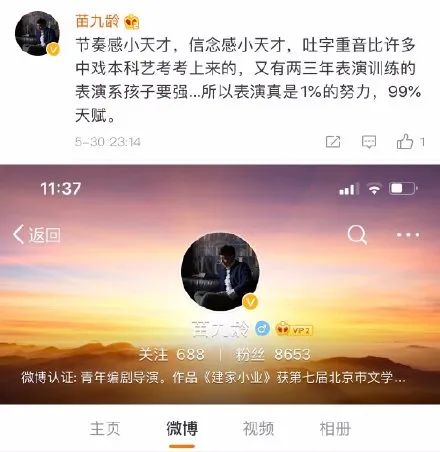 苗九龄
节奏感小天才，信念感小天才，吐字重音比许多
中戏本科艺考考上来的，又有两三年表演训练的
表演系孩子要强...所以表演真是1%的努力，99%
天赋。
5-30 23:14
1
11:37
返回
苗九龄 VIP 2
关注 688 粉丝 8653
微博认证: 青年编剧导演。作品《建家小业》获第七届北京市文学...
主页 微博 视频 相册